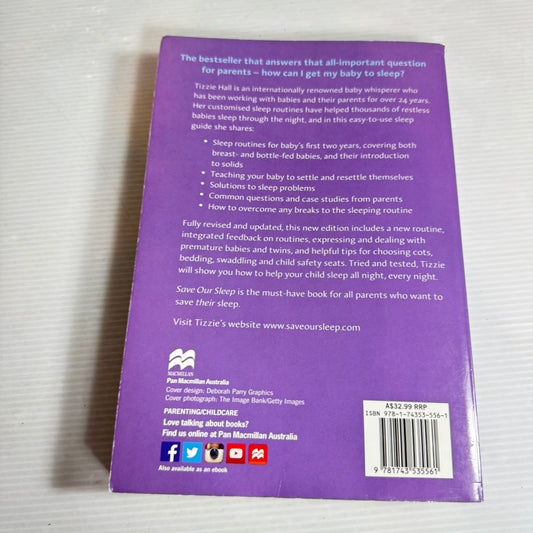 The bestseller that answers that all-important question
for parents – how can I get my baby to sleep?
Tizzie Hall is an internationally renowned baby whisperer who
has been working with babies and their parents for over 24 years.
Her customised sleep routines have helped thousands of restless
babies sleep through the night, and in this easy-to-use sleep
guide she shares:
• Sleep routines for baby's first two years, covering both
breast- and bottle-fed babies, and their introduction
to solids
• Teaching your baby to settle and resettle themselves
• Solutions to sleep problems
• Common questions and case studies from parents
• How to overcome any breaks to the sleeping routine
Fully revised and updated, this new edition includes a new routine,
integrated feedback on routines, expressing and dealing with
premature babies and twins, and helpful tips for choosing cots,
bedding, swaddling and child safety seats. Tried and tested, Tizzie
will show you how to help your child sleep all night, every night.
Save Our Sleep is the must-have book for all parents who want to
save their sleep.
Visit Tizzie's website www.saveoursleep.com
MACMILLAN
Pan Macmillan Australia
Cover design: Deborah Parry Graphics
Cover photograph: The Image Bank/Getty Images
PARENTING/CHILDCARE
Love talking about books?
Find us online at Pan Macmillan Australia
Also available as an ebook
A$32.99 RRP
ISBN 978-1-74353-556-1
9 781743 535561